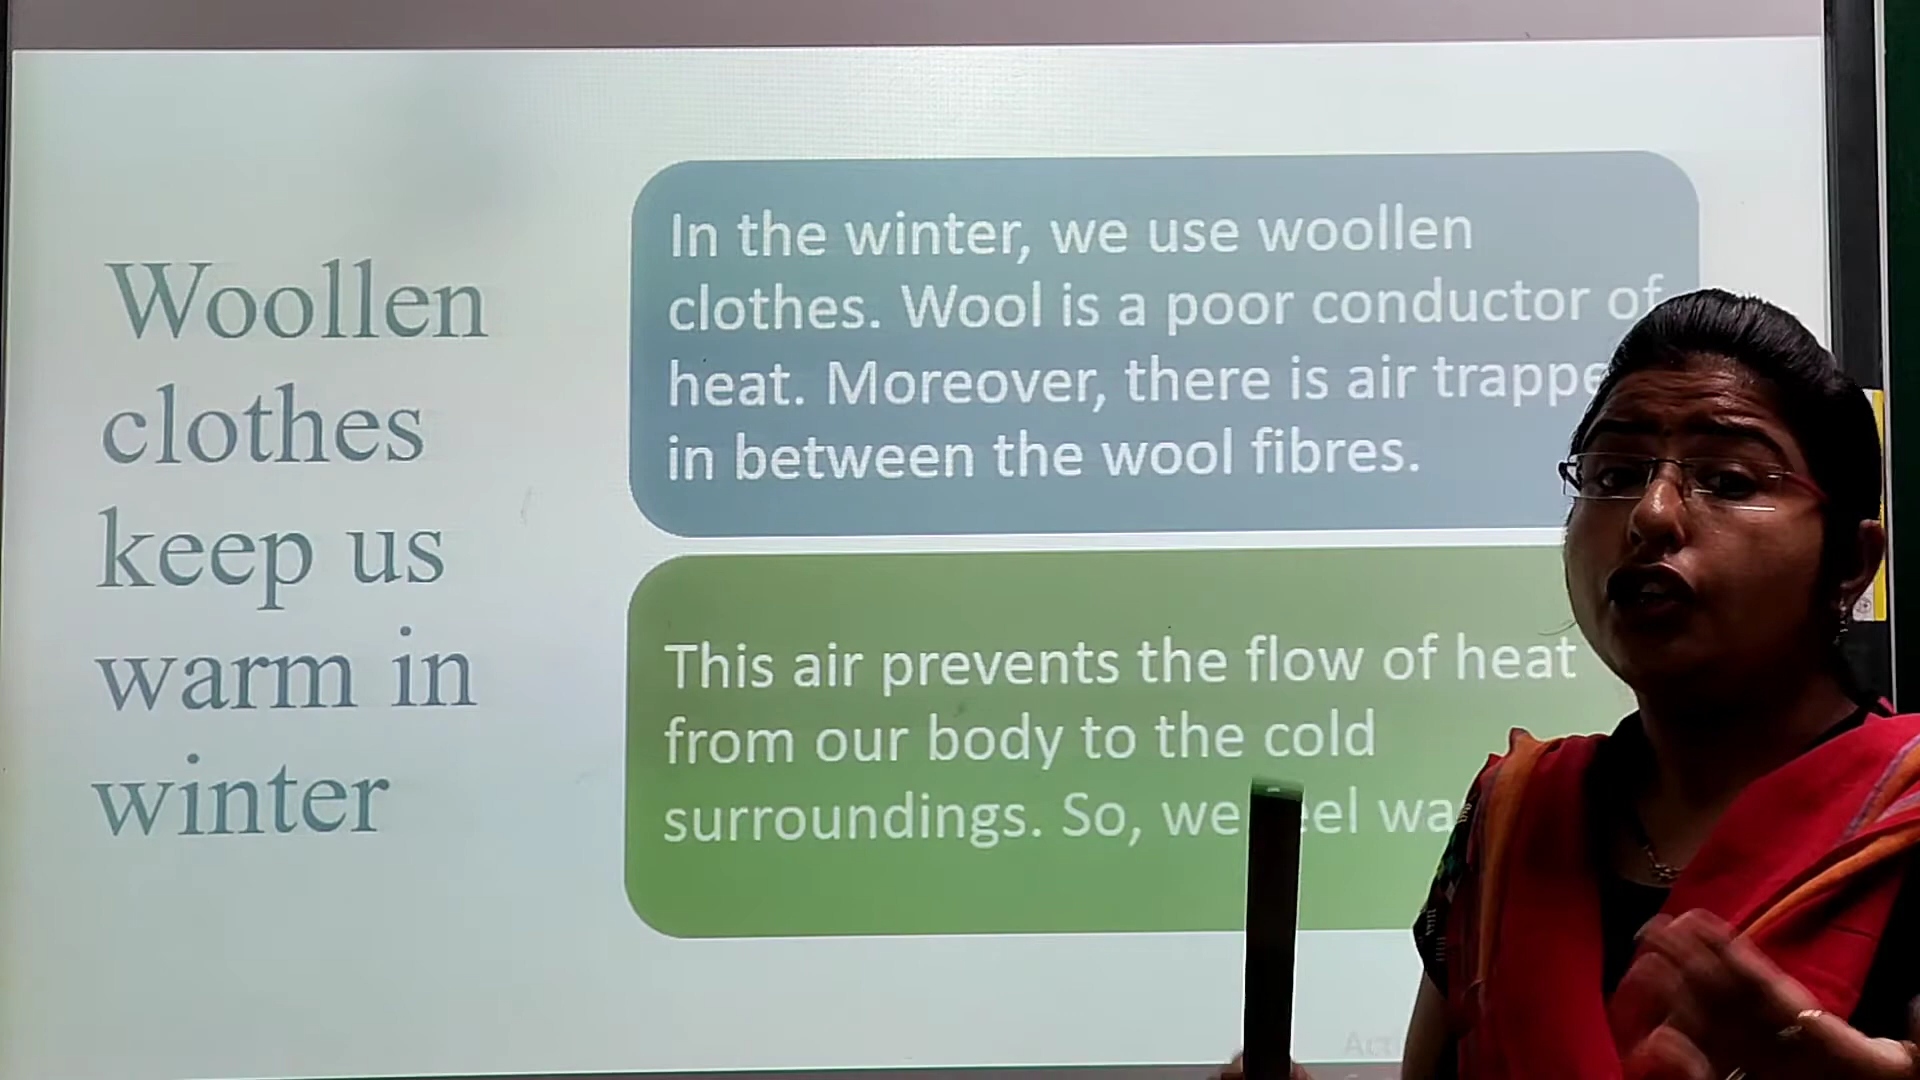 Woollen
clothes
keep us
warm in
winter
In the winter, we use woollen
clothes. Wool is a poor conductor of
heat. Moreover, there is air
in between the wool fibres.
This air prevents the flow of heat
from our body to the cold
surroundings. So, we